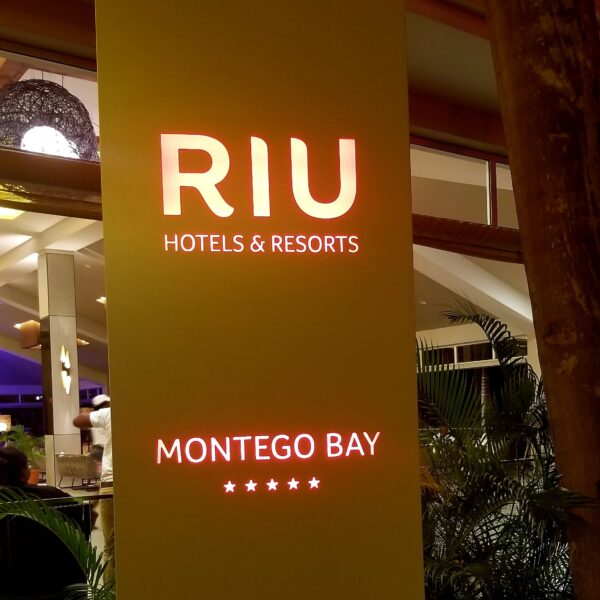 RIU
HOTELS & RESORTS
MONTEGO BAY
★★★★★